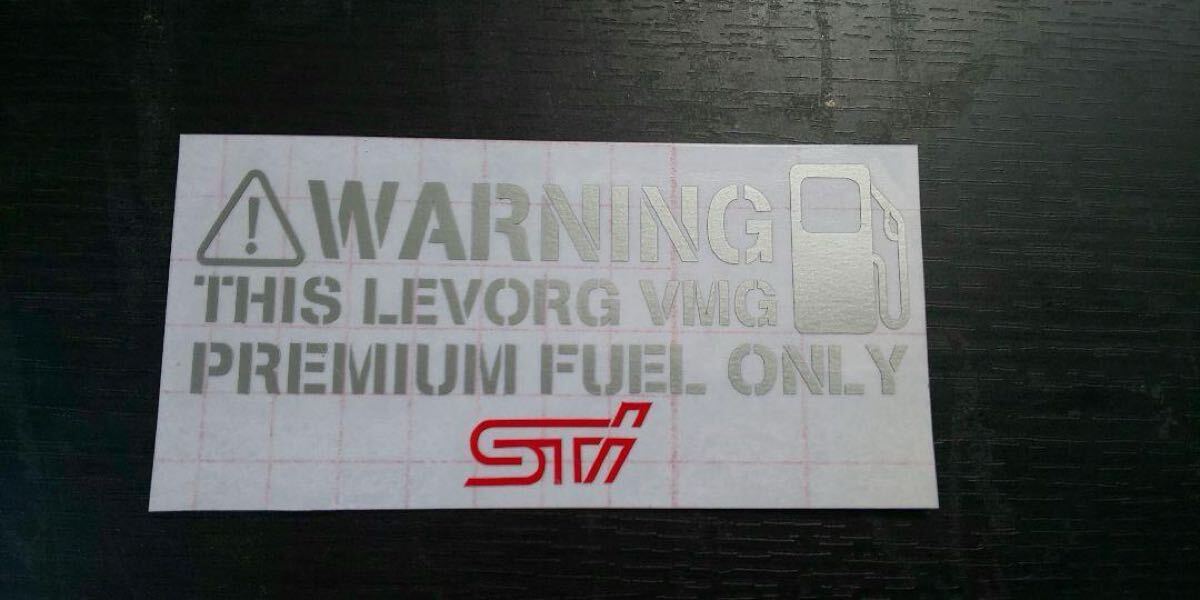 WARNING
THIS LEVORG VMG
PREMIUM FUEL ONLY
STi